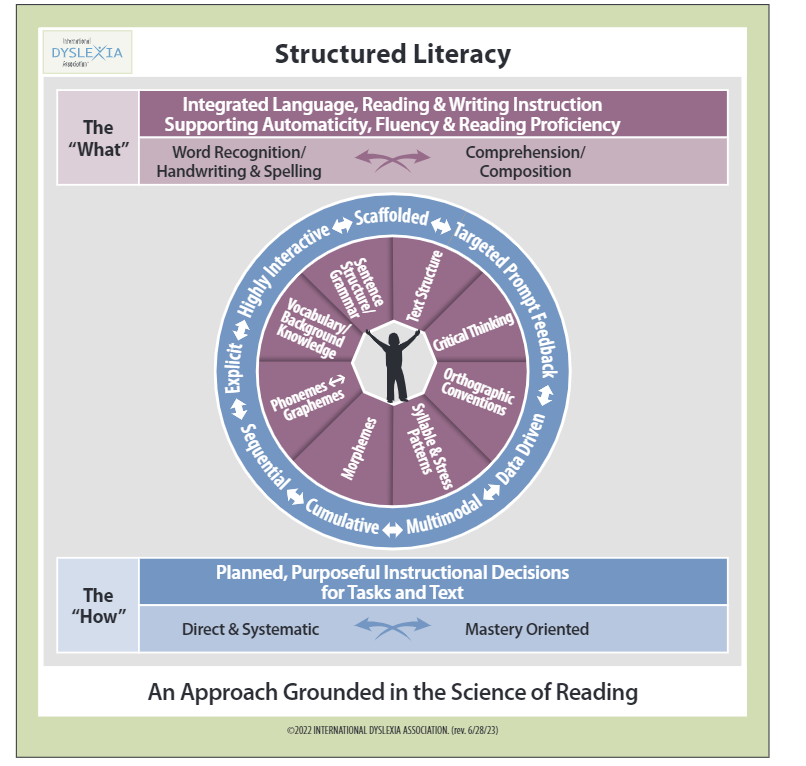 International
DYSLEXIA
Association
Structured Literacy
The
"What"
Integrated Language, Reading & Writing Instruction
Supporting Automaticity, Fluency & Reading Proficiency
Word Recognition/
Handwriting & Spelling
Comprehension/
Composition
Scaffolded
Targeted Prompt Feedback
Data Driven
Multimodal
Cumulative
Sequential
Explicit
Highly Interactive
Text Structure
Critical Thinking
Orthographic
Conventions
Syllable & Stress
Patterns
Morphemes
Phonemes ↔
Graphemes
Vocabulary/
Background
Knowledge
Sentence
Structure/
Grammar
The
"How"
Planned, Purposeful Instructional Decisions
for Tasks and Text
Direct & Systematic
Mastery Oriented
An Approach Grounded in the Science of Reading
©2022 INTERNATIONAL DYSLEXIA ASSOCIATION. (rev. 6/28/23)